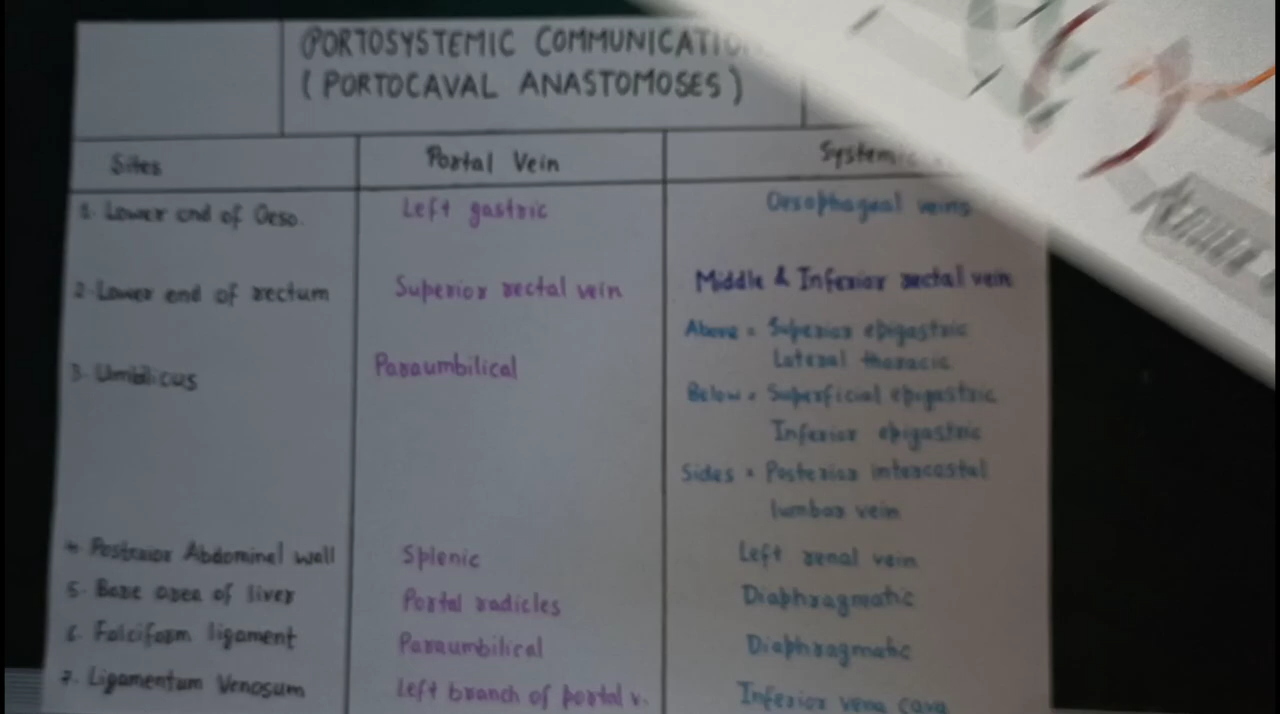 PORTOSYSTEMIC COMMUNICATIO
(PORTOCAVAL ANASTOMOSES)
Sites Portal Vein Systemic
1. Lower end of Oeso. Left gastric Oesophageal veins
2. Lower end of rectum Superior rectal vein Middle & Inferior rectal vein
3. Umbilicus Paraumbilical Above = Superior epigastric
Lateral thoracic
Below = Superficial epigastric
Inferior epigastric
Sides = Posterior intercostal
lumbar vein
4. Posterior Abdominal wall Splenic Left renal vein
5. Bare area of liver Portal radicles Diaphragmatic
6. Falciform ligament Paraumbilical Diaphragmatic
7. Ligamentum Venosum Left branch of portal v. Inferior vena cava